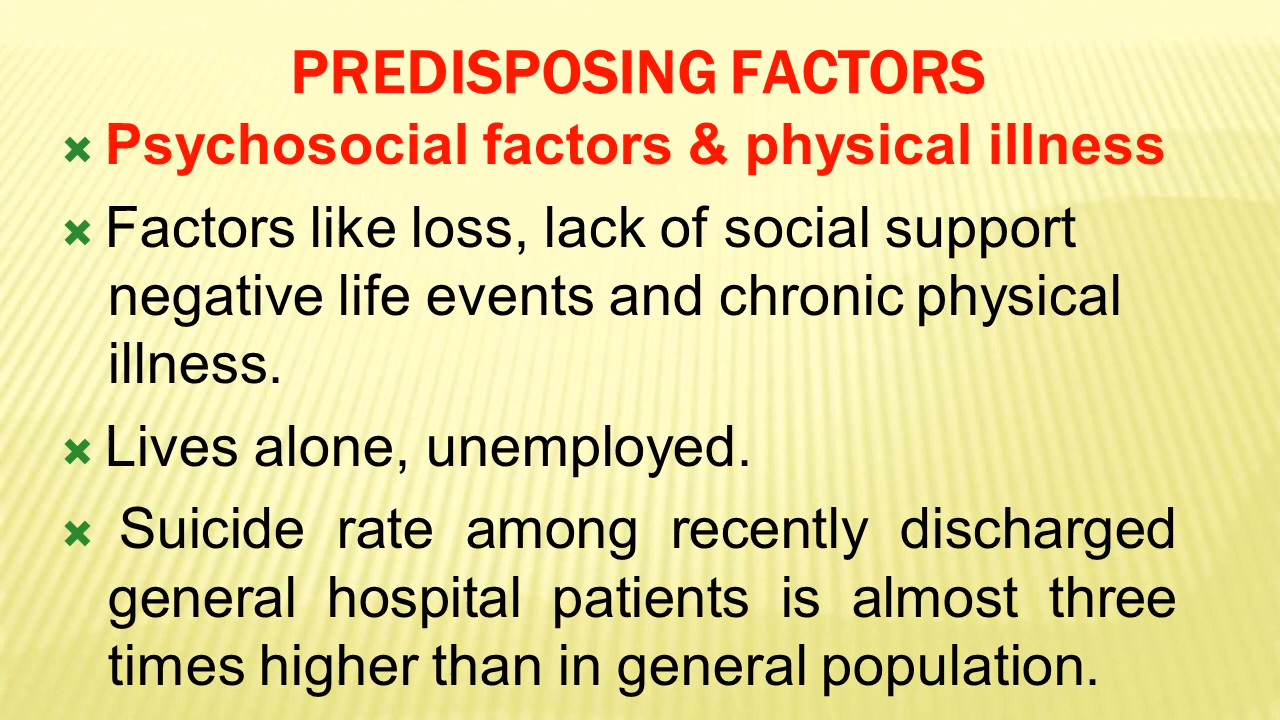 PREDISPOSING FACTORS
Psychosocial factors & physical illness
Factors like loss, lack of social support
negative life events and chronic physical
illness.
Lives alone, unemployed.
Suicide rate among recently discharged
general hospital patients is almost three
times higher than in general population.